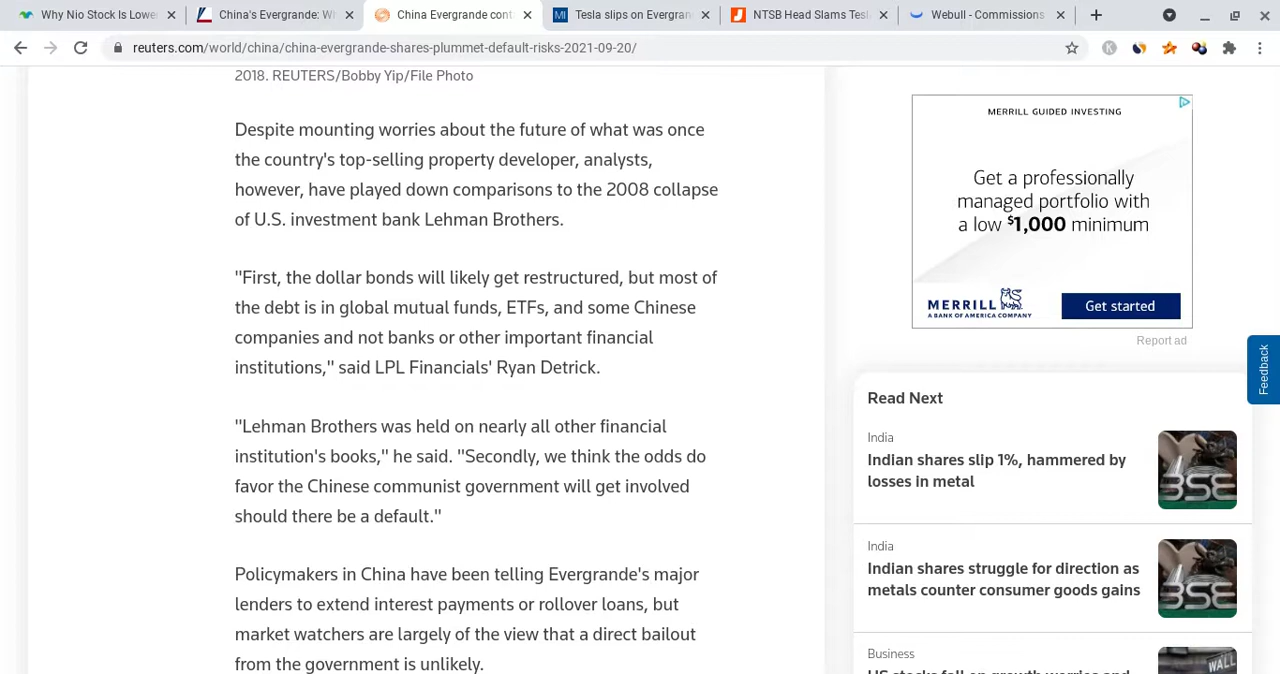 Why Nio Stock Is Lowe
China's Evergrande: W
China Evergrande cont
Tesla slips on Evergran
NTSB Head Slams Tesl
Webull - Commissions
reuters.com/world/china/china-evergrande-shares-plummet-default-risks-2021-09-20/
2018. REUTERS/Bobby Yip/File Photo
Despite mounting worries about the future of what was once
the country's top-selling property developer, analysts,
however, have played down comparisons to the 2008 collapse
of U.S. investment bank Lehman Brothers.
"First, the dollar bonds will likely get restructured, but most of
the debt is in global mutual funds, ETFs, and some Chinese
companies and not banks or other important financial
institutions," said LPL Financials' Ryan Detrick.
"Lehman Brothers was held on nearly all other financial
institution's books," he said. "Secondly, we think the odds do
favor the Chinese communist government will get involved
should there be a default."
Policymakers in China have been telling Evergrande's major
lenders to extend interest payments or rollover loans, but
market watchers are largely of the view that a direct bailout
from the government is unlikely.
MERRILL GUIDED INVESTING
Get a professionally
managed portfolio with
a low $1,000 minimum
MERRILL
A BANK OF AMERICA COMPANY
Get started
Report ad
Feedback
Read Next
India
Indian shares slip 1%, hammered by
losses in metal
BSE
India
Indian shares struggle for direction as
metals counter consumer goods gains
BSE
Business
US stocks fall on growth worries and
WALL